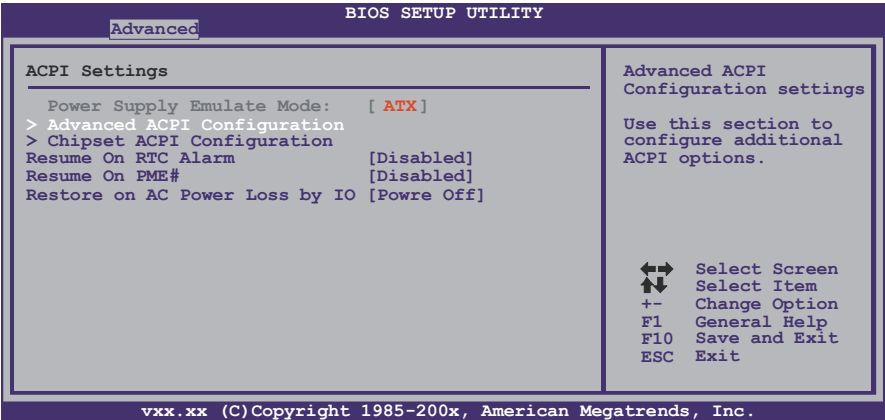 BIOS SETUP UTILITY
Advanced
ACPI Settings
Power Supply Emulate Mode: [ ATX ]
> Advanced ACPI Configuration
> Chipset ACPI Configuration
Resume On RTC Alarm [Disabled]
Resume On PME# [Disabled]
Restore on AC Power Loss by IO [Powre Off]
Advanced ACPI
Configuration settings
Use this section to
configure additional
ACPI options.
Select Screen
Select Item
+- Change Option
F1 General Help
F10 Save and Exit
ESC Exit
vxx.xx (C)Copyright 1985-200x, American Megatrends, Inc.